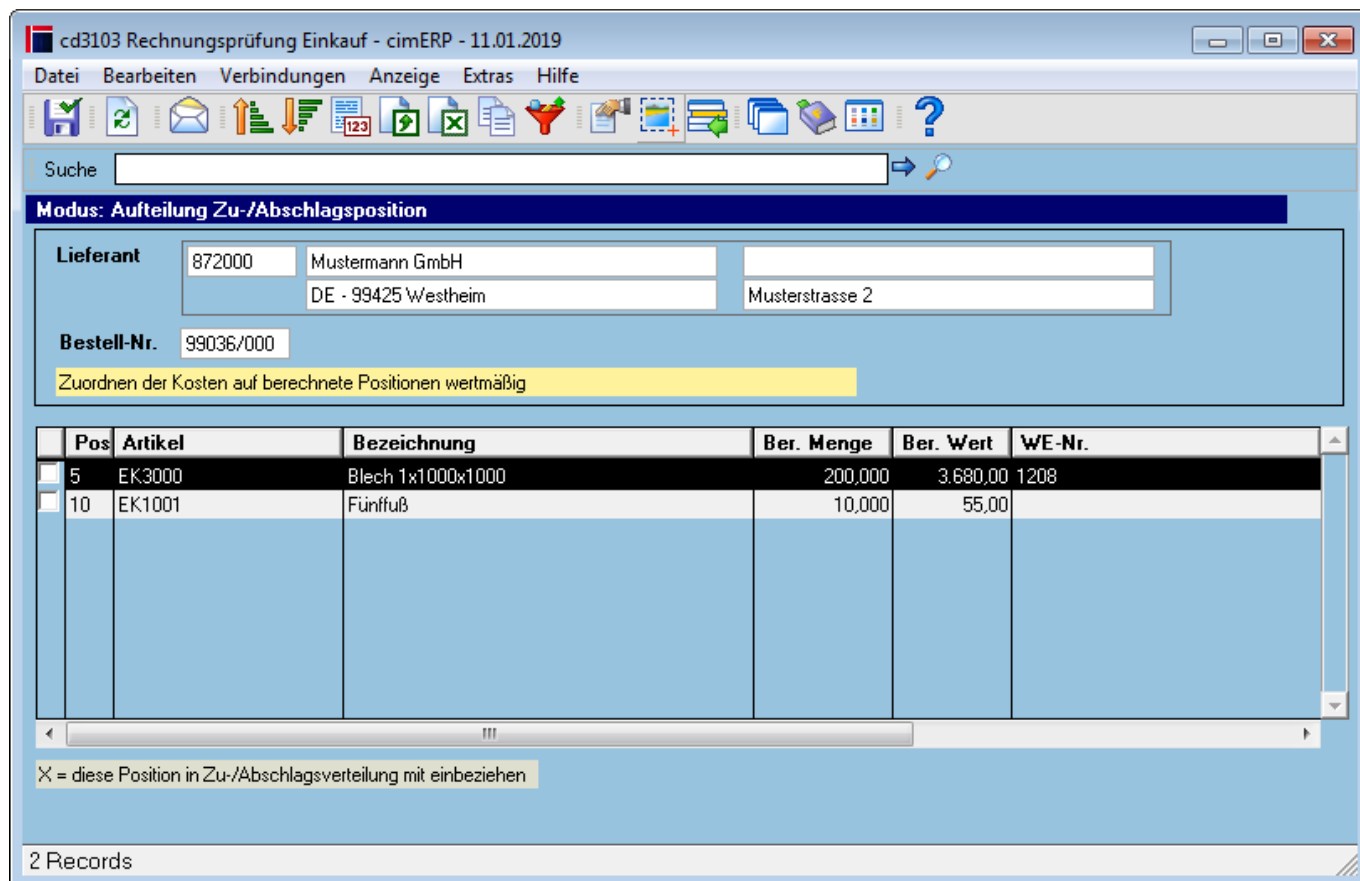 cd3103 Rechnungsprüfung Einkauf - cimERP - 11.01.2019
Datei Bearbeiten Verbindungen Anzeige Extras Hilfe
123
Suche
Modus: Aufteilung Zu-/Abschlagsposition
Lieferant 872000 Mustermann GmbH
DE - 99425 Westheim Musterstrasse 2
Bestell-Nr. 99036/000
Zuordnen der Kosten auf berechnete Positionen wertmäßig
Pos Artikel Bezeichnung Ber. Menge Ber. Wert WE-Nr.
5 EK3000 Blech 1x1000x1000 200,000 3.680,00 1208
10 EK1001 Fünffuß 10,000 55,00
X = diese Position in Zu-/Abschlagsverteilung mit einbeziehen
2 Records